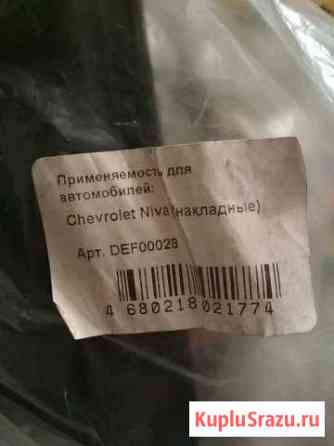 Применяемость для
автомобилей:
Chevrolet Niva(накладные)
Арт. DEF00028
4 680218 021774
KupluSrazu.ru